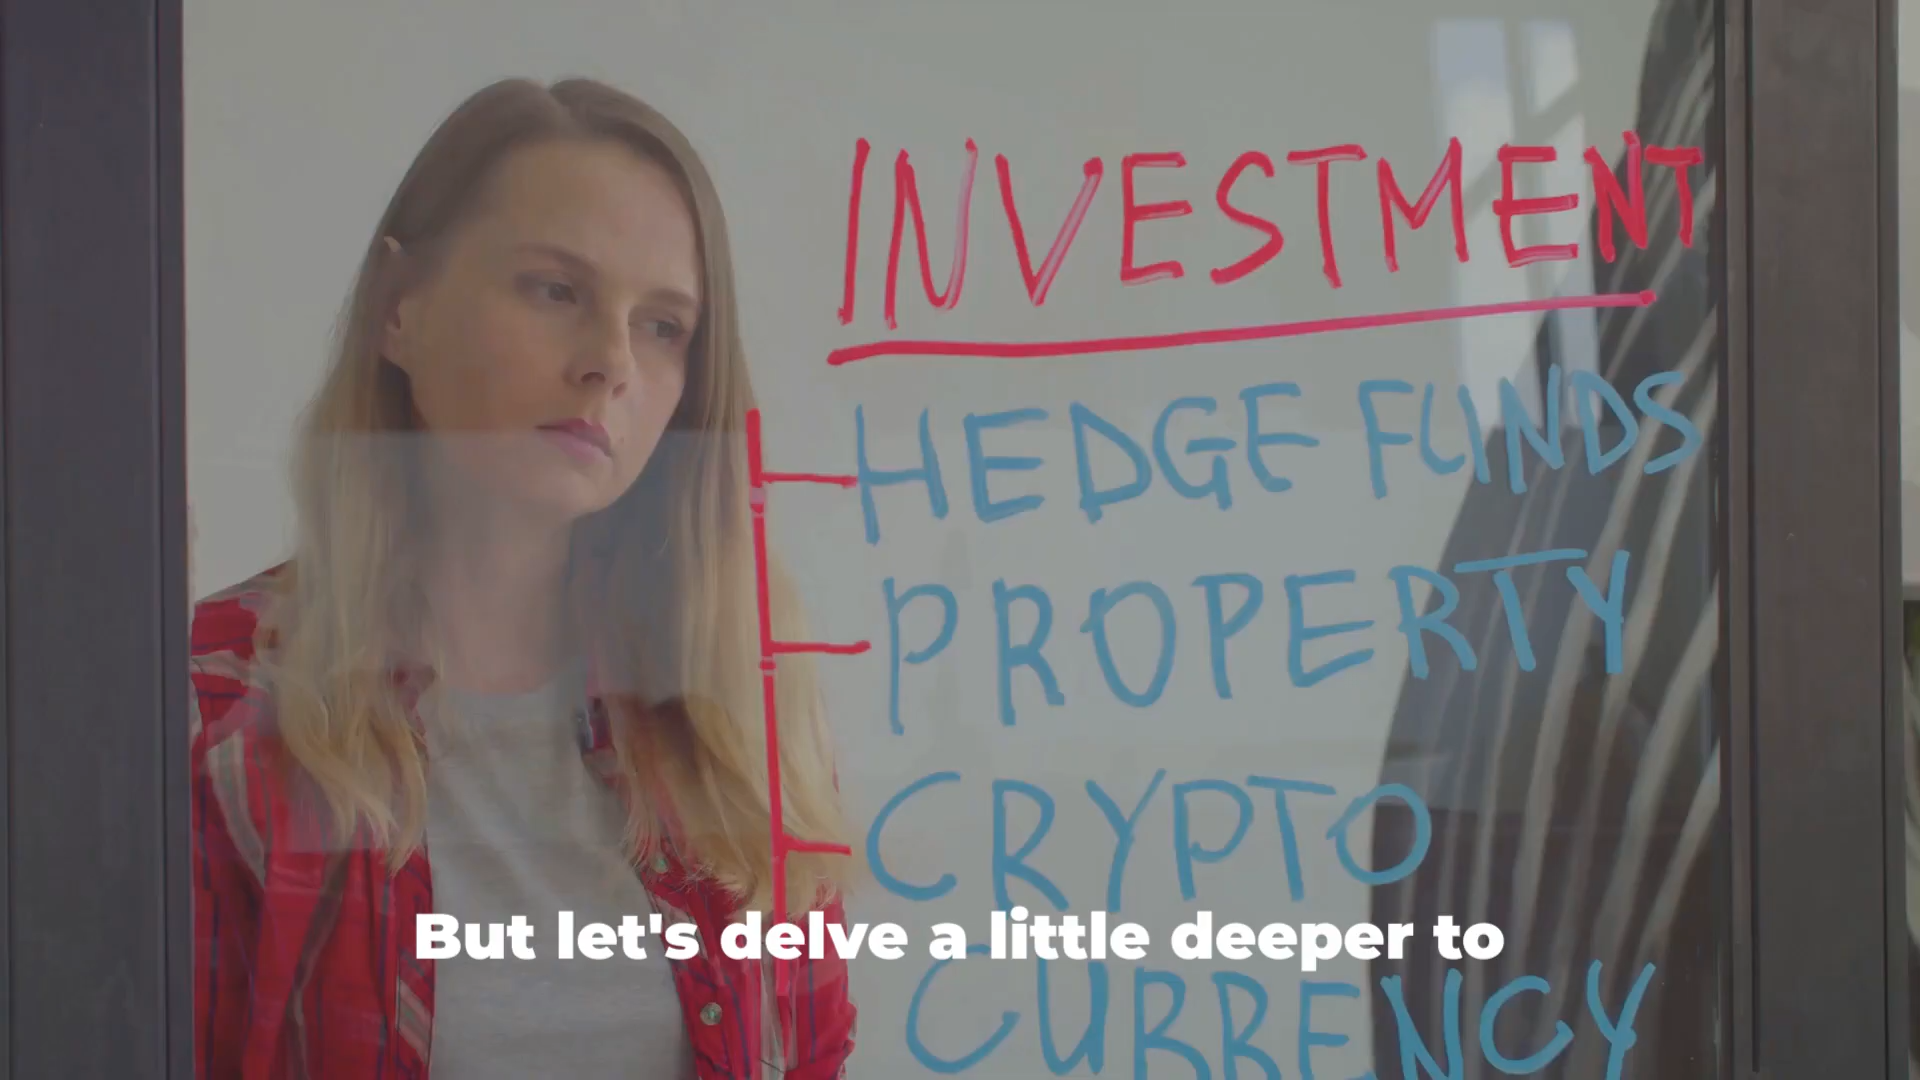 INVESTMENT
HEDGE FUNDS
PROPERTY
CRYPTO
But let's delve a little deeper to
CURRENCY